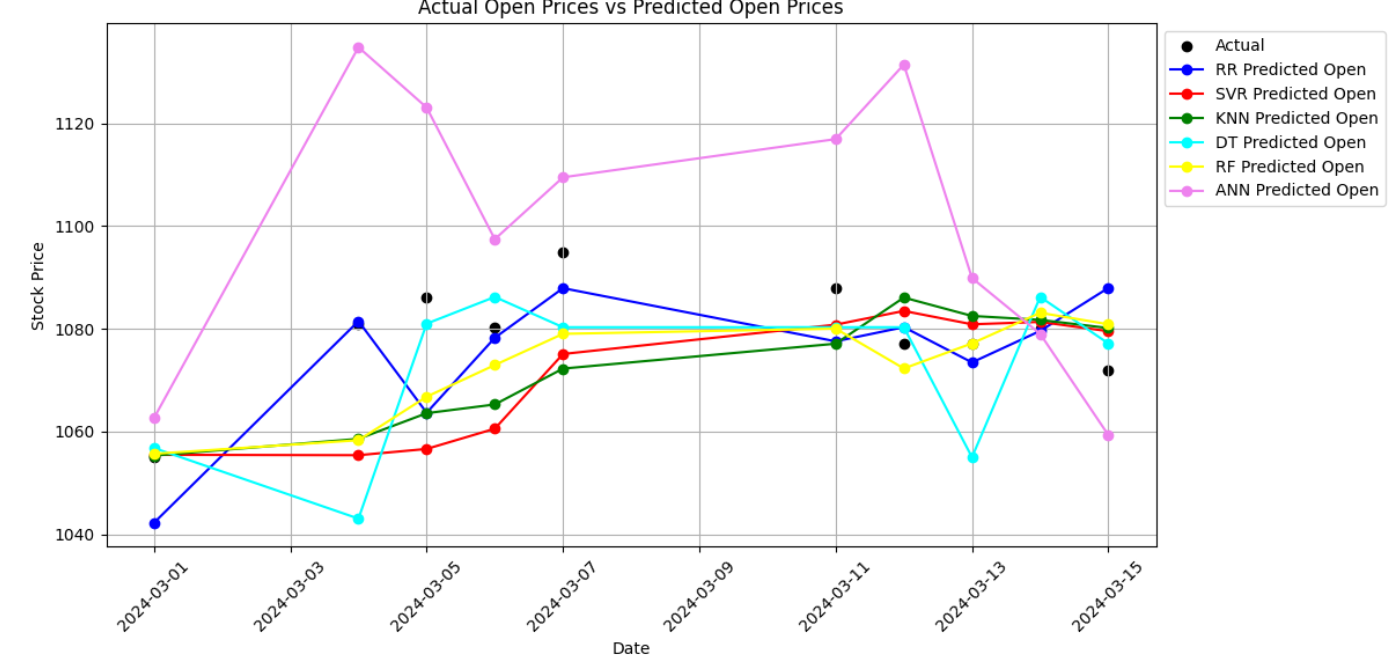 Actual Open Prices vs Predicted Open Prices
Actual
RR Predicted Open
SVR Predicted Open
KNN Predicted Open
DT Predicted Open
RF Predicted Open
ANN Predicted Open
Stock Price
1120
1100
1080
1060
1040
2024-03-01
2024-03-03
2024-03-05
2024-03-07
2024-03-09
2024-03-11
2024-03-13
2024-03-15
Date